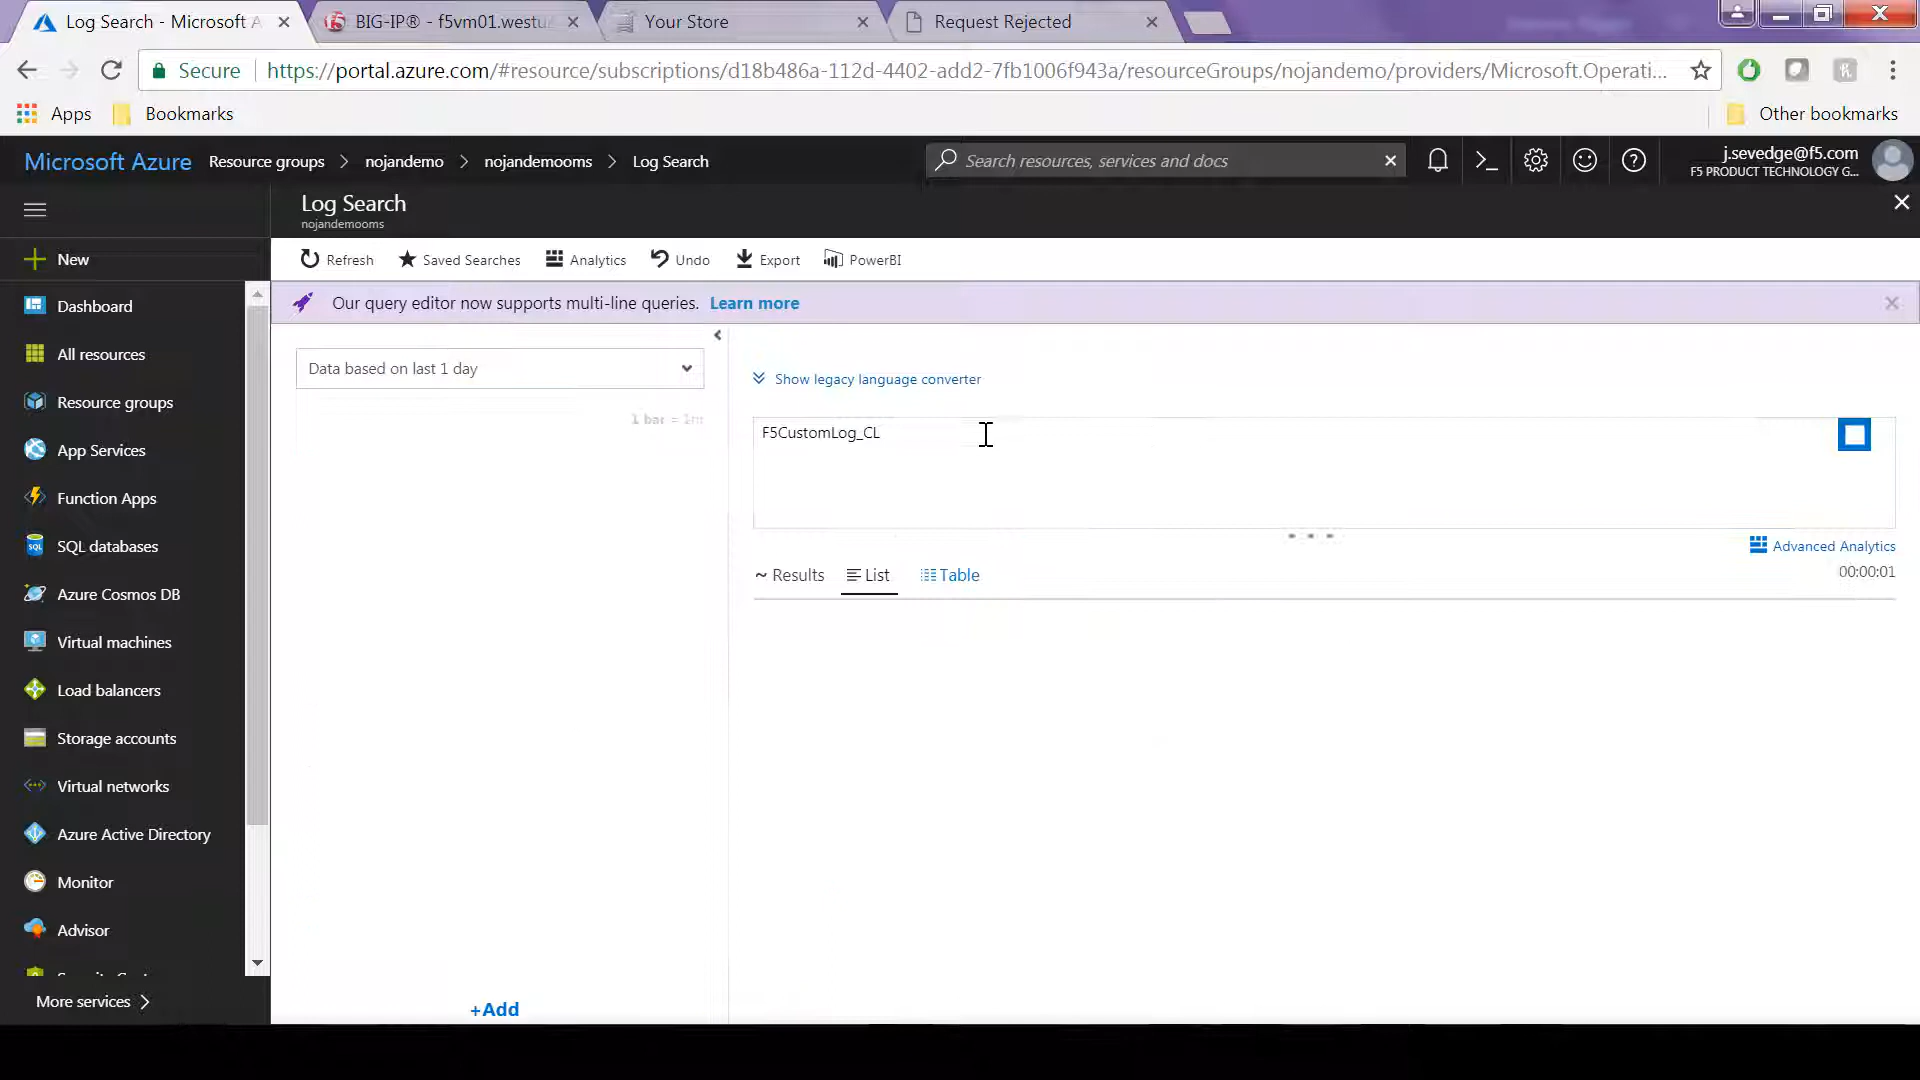 Log Search - Microsoft A
BIG-IP® - f5vm01.westu
Your Store
Request Rejected
Secure
https://portal.azure.com/#resource/subscriptions/d18b486a-112d-4402-add2-7fb1006f943a/resourceGroups/nojandemo/providers/Microsoft.Operati...
Apps
Bookmarks
Other bookmarks
Microsoft Azure
Resource groups > nojandemo > nojandemooms > Log Search
Search resources, services and docs
j.sevedge@f5.com
F5 PRODUCT TECHNOLOGY G...
Log Search
nojandemooms
New
Dashboard
All resources
Resource groups
App Services
Function Apps
SQL databases
Azure Cosmos DB
Virtual machines
Load balancers
Storage accounts
Virtual networks
Azure Active Directory
Monitor
Advisor
More services >
Refresh
Saved Searches
Analytics
Undo
Export
PowerBI
Our query editor now supports multi-line queries. Learn more
Data based on last 1 day
1 bar = 1m
+Add
Show legacy language converter
F5CustomLog_CL
Advanced Analytics
~ Results
List
Table
00:00:01